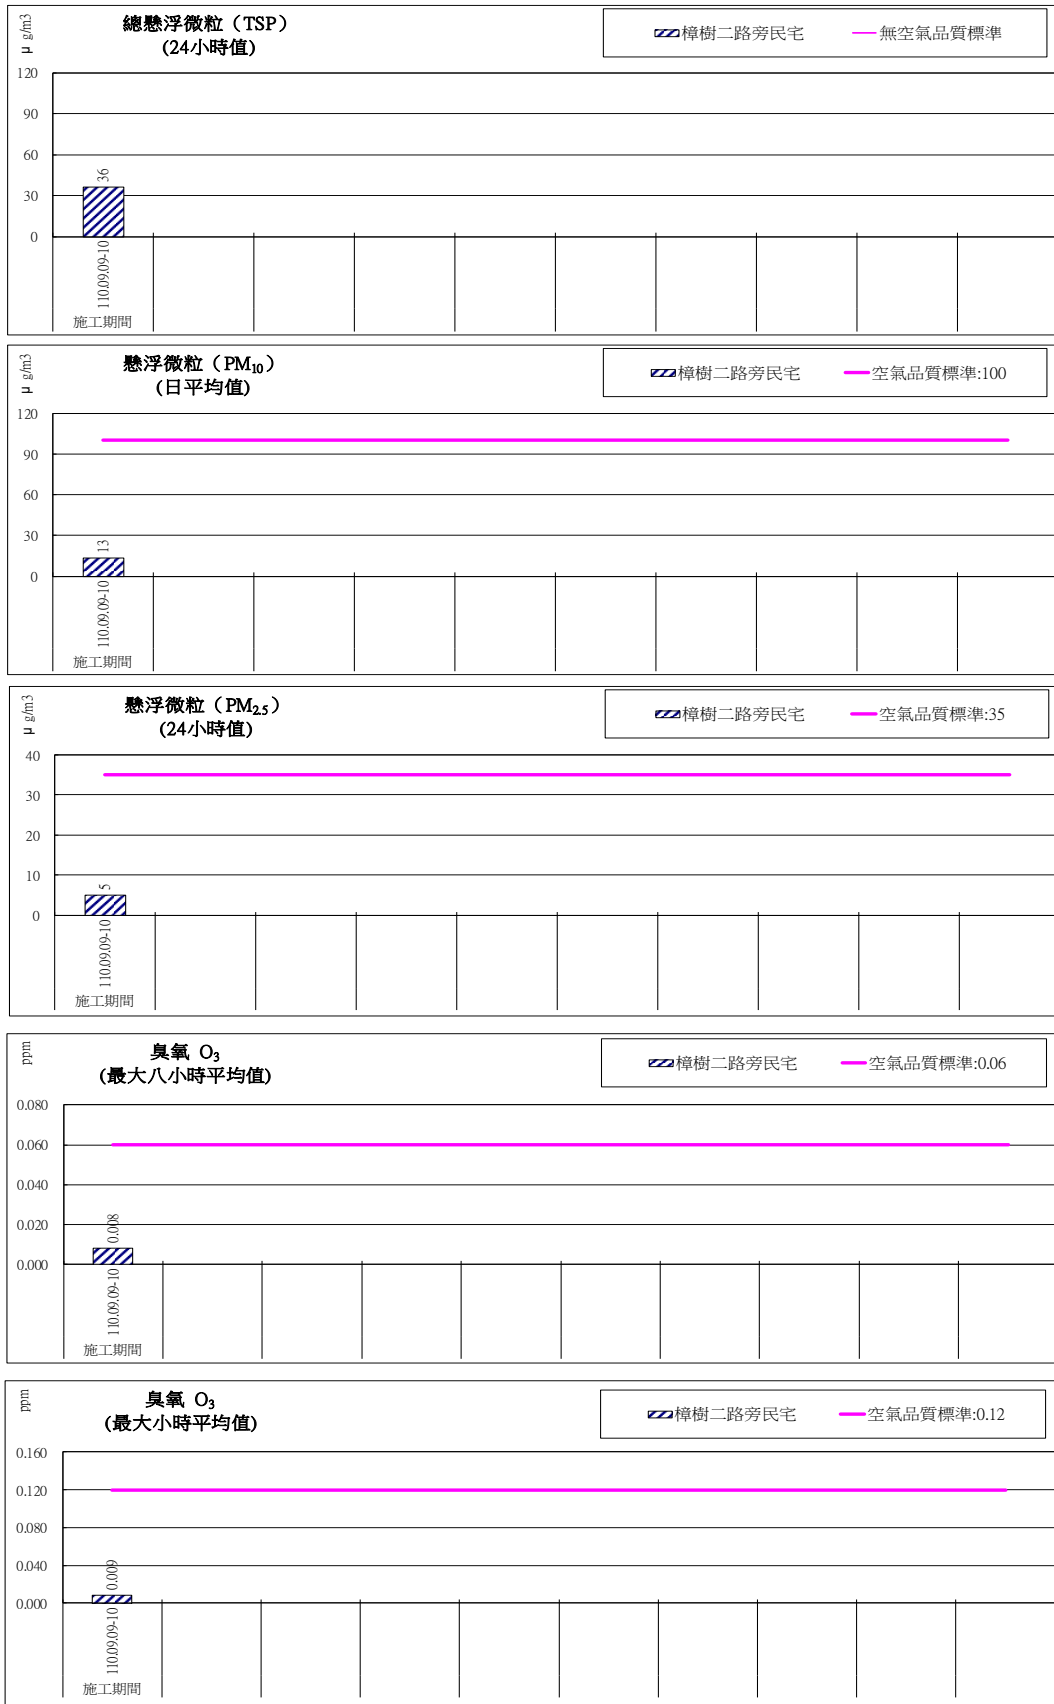 μ g/m3
總懸浮微粒（TSP）
(24小時值)
樟樹二路旁民宅 無空氣品質標準
120
90
60
30
0
36
110.09.09-10
施工期間
μ g/m3
懸浮微粒（PM10）
(日平均值)
樟樹二路旁民宅 空氣品質標準:100
120
90
60
30
0
13
110.09.09-10
施工期間
μ g/m3
懸浮微粒（PM2.5）
(24小時值)
樟樹二路旁民宅 空氣品質標準:35
40
30
20
10
0
5
110.09.09-10
施工期間
ppm
臭氧 O3
(最大八小時平均值)
樟樹二路旁民宅 空氣品質標準:0.06
0.080
0.060
0.040
0.020
0.000
0.008
110.09.09-10
施工期間
ppm
臭氧 O3
(最大小時平均值)
樟樹二路旁民宅 空氣品質標準:0.12
0.160
0.120
0.080
0.040
0.000
0.009
110.09.09-10
施工期間